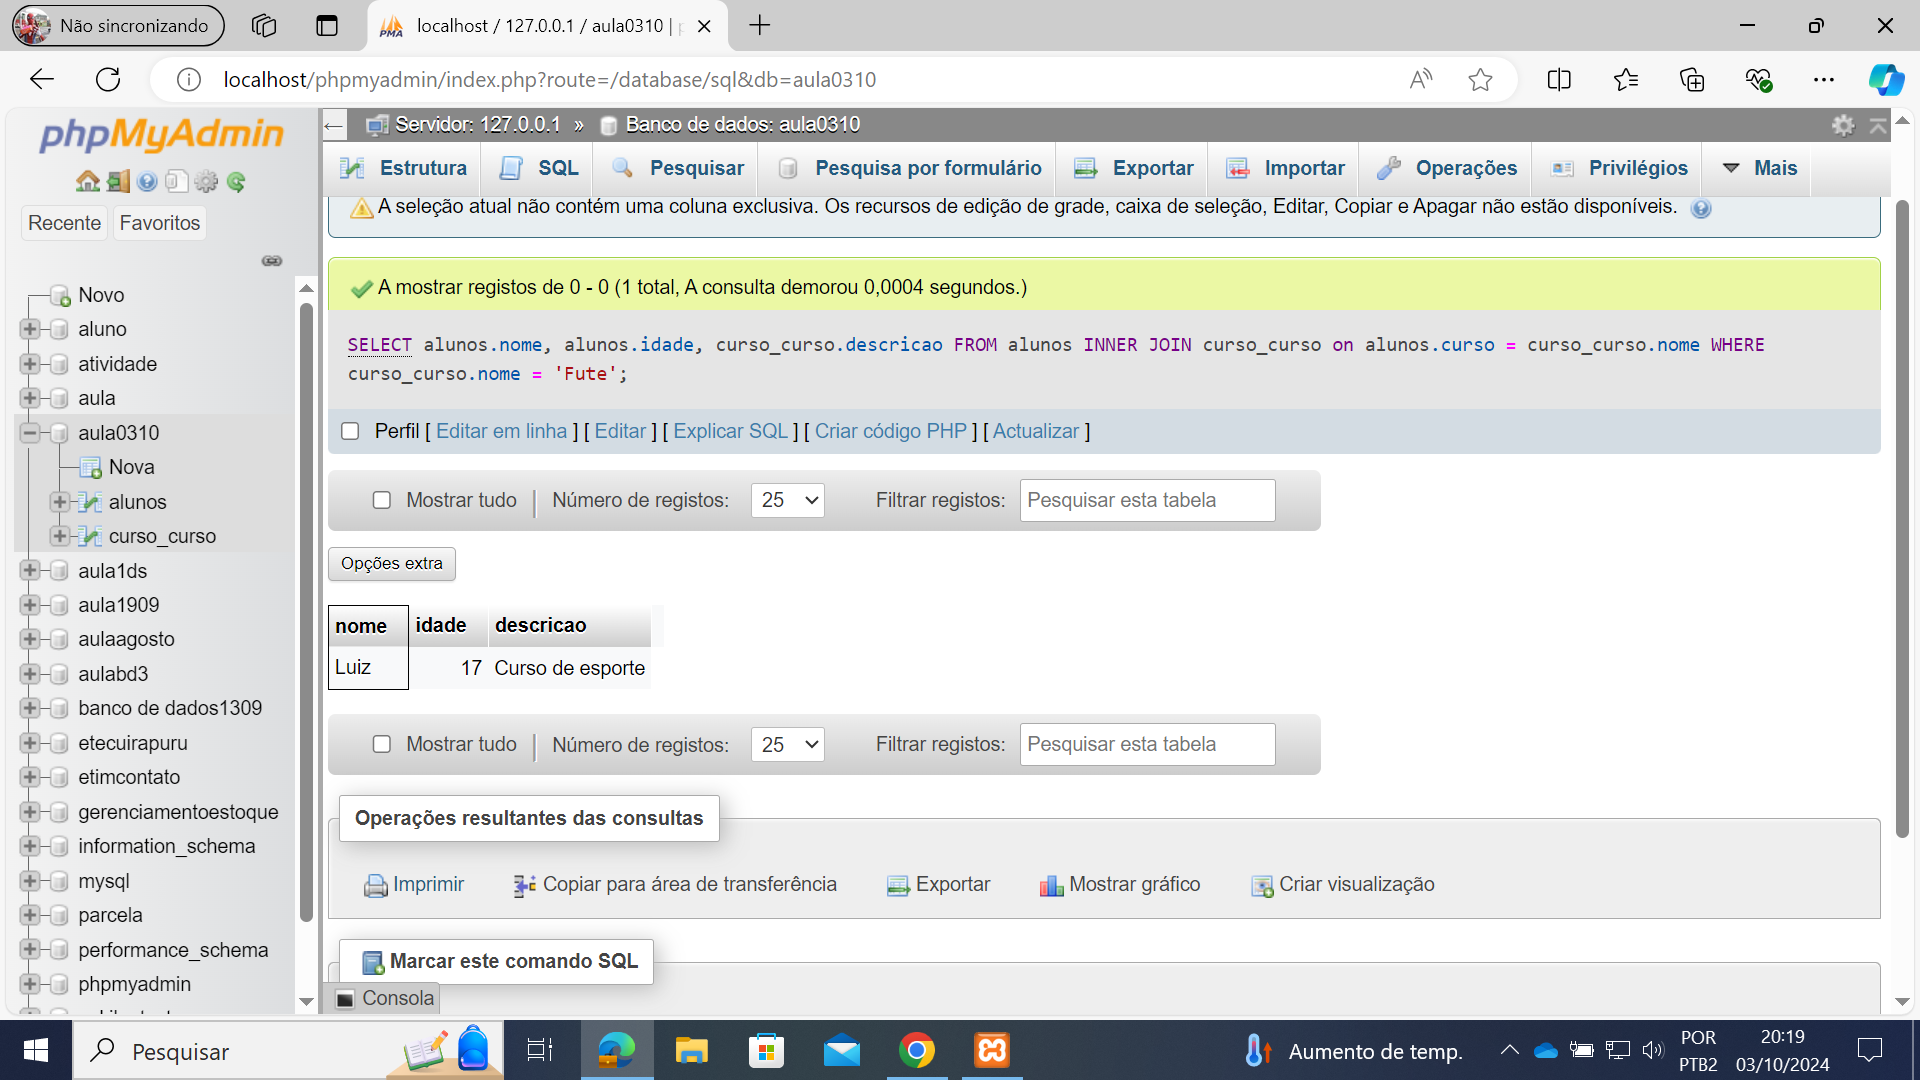 Não sincronizando
localhost / 127.0.0.1 / aula0310 | p
localhost/phpmyadmin/index.php?route=/database/sql&db=aula0310
phpMyAdmin
Recente
Favoritos
Novo
aluno
atividade
aula
aula0310
Nova
alunos
curso_curso
aula1ds
aula1909
aulaagosto
aulabd3
banco de dados1309
etecuirapuru
etimcontato
gerenciamentoestoque
information_schema
mysql
parcela
performance_schema
phpmyadmin
Servidor: 127.0.0.1 » Banco de dados: aula0310
Estrutura SQL Pesquisar Pesquisa por formulário Exportar Importar Operações Privilégios Mais
A seleção atual não contém uma coluna exclusiva. Os recursos de edição de grade, caixa de seleção, Editar, Copiar e Apagar não estão disponíveis.
A mostrar registos de 0 - 0 (1 total, A consulta demorou 0,0004 segundos.)
SELECT alunos.nome, alunos.idade, curso_curso.descricao FROM alunos INNER JOIN curso_curso on alunos.curso = curso_curso.nome WHERE
curso_curso.nome = 'Fute';
Perfil [ Editar em linha ] [ Editar ] [ Explicar SQL ] [ Criar código PHP ] [ Actualizar ]
Mostrar tudo | Número de registos: 25 Filtrar registos: Pesquisar esta tabela
Opções extra
nome idade descricao
Luiz 17 Curso de esporte
Mostrar tudo | Número de registos: 25 Filtrar registos: Pesquisar esta tabela
Operações resultantes das consultas
Imprimir Copiar para área de transferência Exportar Mostrar gráfico Criar visualização
Marcar este comando SQL
Consola
Pesquisar
Aumento de temp.
POR
PTB2
20:19
03/10/2024